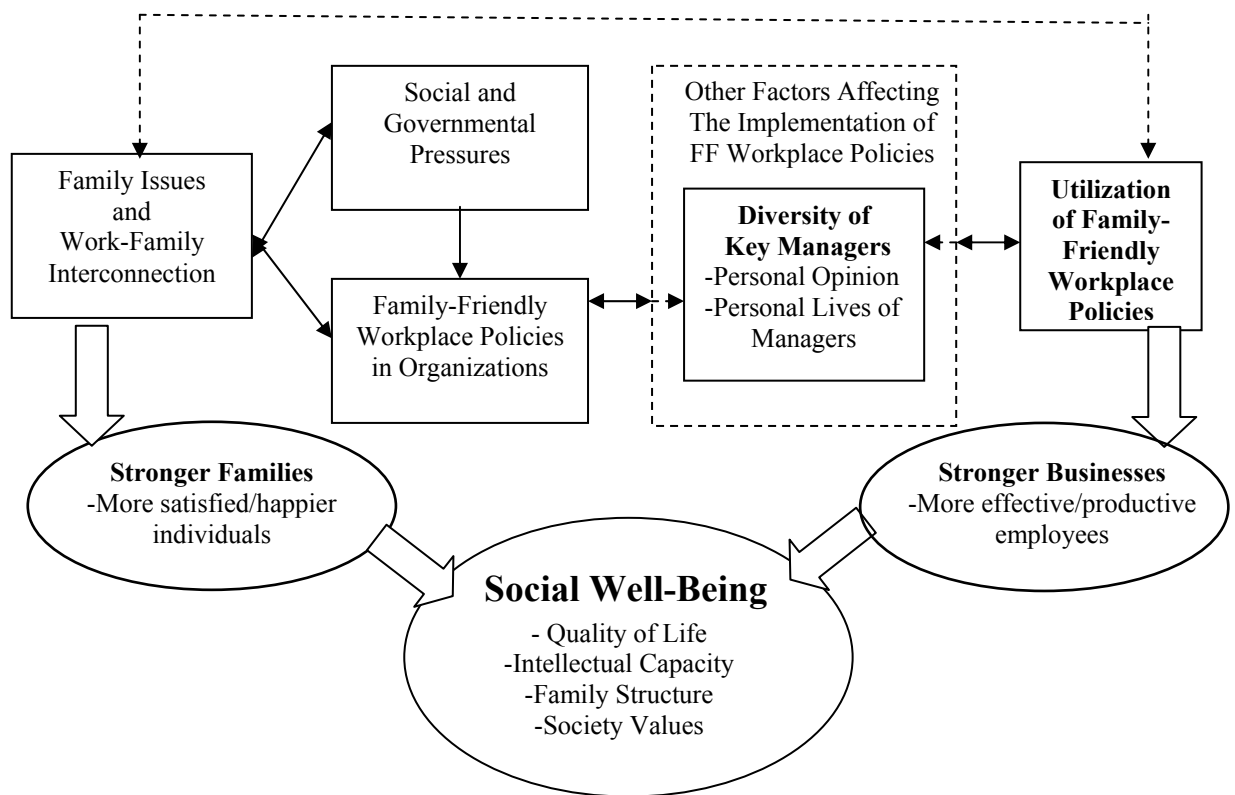 Social and
Governmental
Pressures
Other Factors Affecting
The Implementation of
FF Workplace Policies
Family Issues
and
Work-Family
Interconnection
Diversity of
Key Managers
-Personal Opinion
-Personal Lives of
Managers
Utilization
of Family-
Friendly
Workplace
Policies
Family-Friendly
Workplace Policies
in Organizations
Stronger Families
-More satisfied/happier
individuals
Stronger Businesses
-More effective/productive
employees
Social Well-Being
- Quality of Life
-Intellectual Capacity
-Family Structure
-Society Values